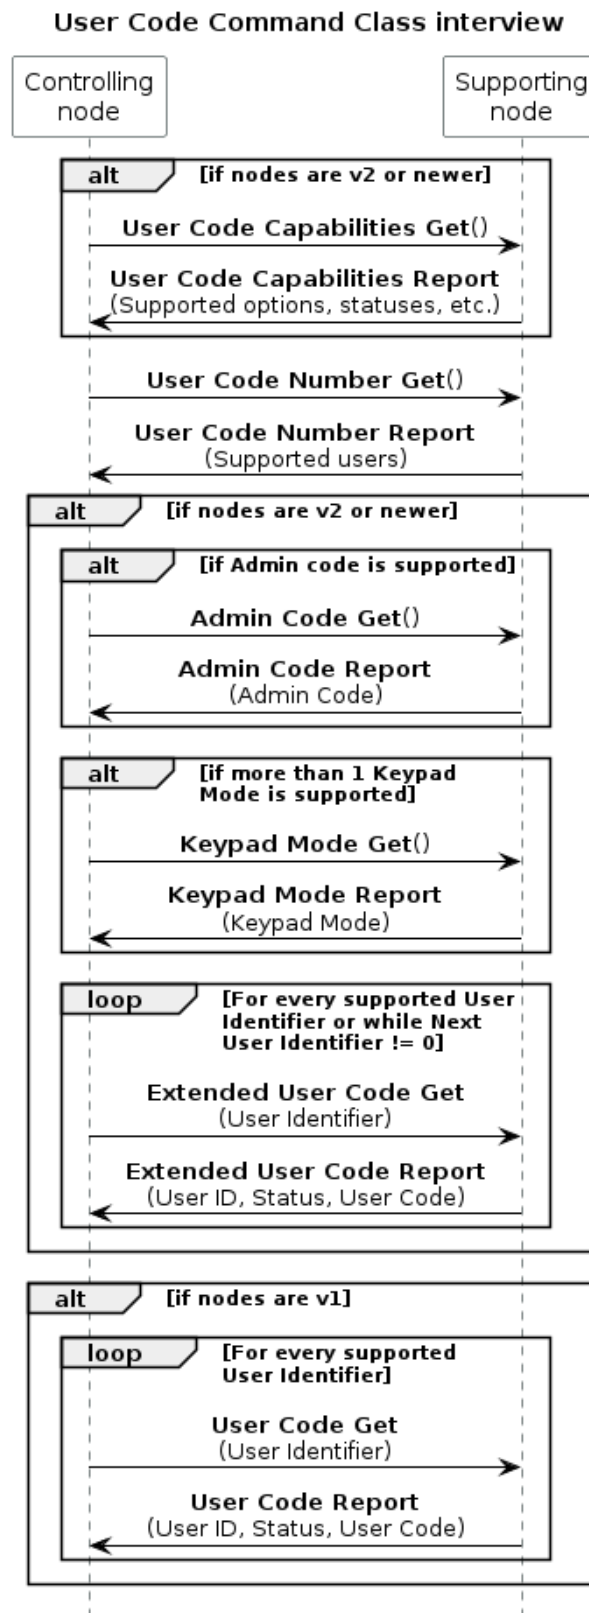 User Code Command Class interview
Controlling
node
Supporting
node
alt
[if nodes are v2 or newer]
User Code Capabilities Get()
User Code Capabilities Report
(Supported options, statuses, etc.)
User Code Number Get()
User Code Number Report
(Supported users)
alt
[if nodes are v2 or newer]
alt
[if Admin code is supported]
Admin Code Get()
Admin Code Report
(Admin Code)
alt
[if more than 1 Keypad
Mode is supported]
Keypad Mode Get()
Keypad Mode Report
(Keypad Mode)
loop
[For every supported User
Identifier or while Next
User Identifier != 0]
Extended User Code Get
(User Identifier)
Extended User Code Report
(User ID, Status, User Code)
alt
[if nodes are v1]
loop
[For every supported
User Identifier]
User Code Get
(User Identifier)
User Code Report
(User ID, Status, User Code)